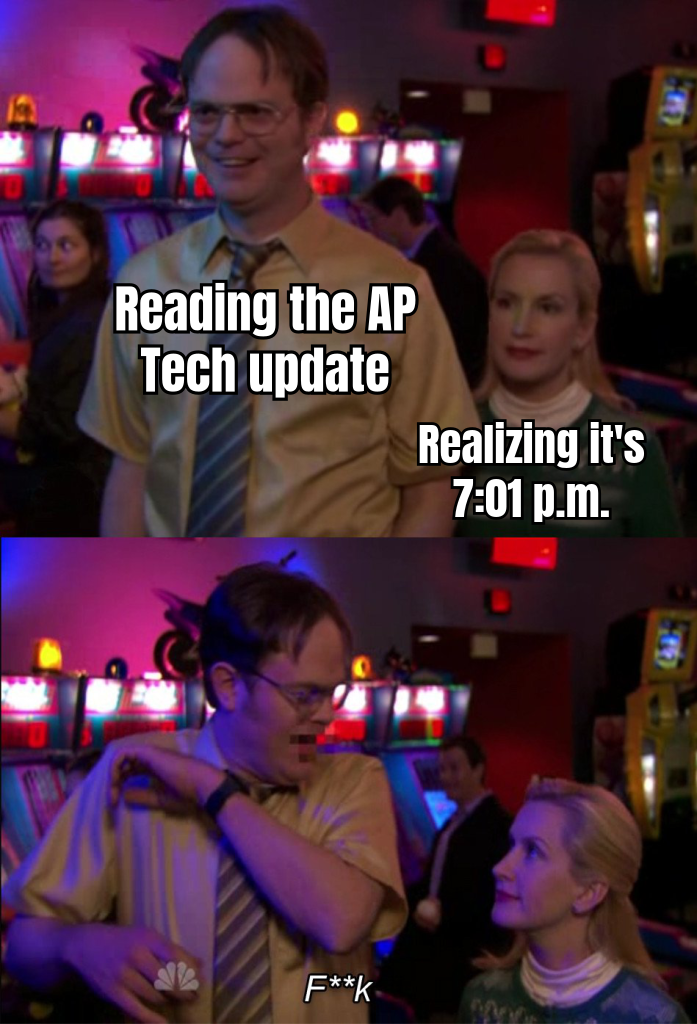 Reading the AP
Tech update
Realizing it's
7:01 p.m.
F**k